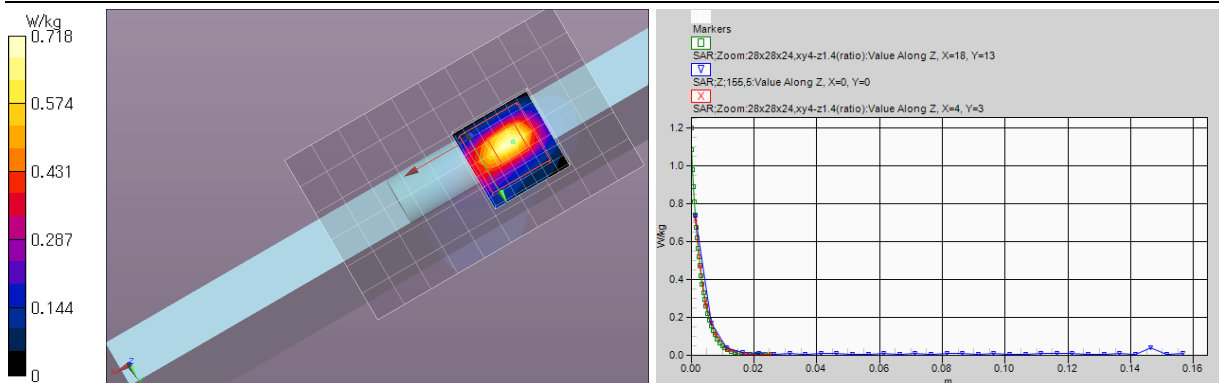 W/kg
0.718
0.574
0.431
0.287
0.144
0
Z
Markers
SAR;Zoom:28x28x24,xy4-z1.4(ratio):Value Along Z, X=18, Y=13
SAR;Z;155,5:Value Along Z, X=0, Y=0
SAR;Zoom:28x28x24,xy4-z1.4(ratio):Value Along Z, X=4, Y=3
1.2
1.0
0.8
0.6
0.4
0.2
0.0
W/kg
0.00 0.02 0.04 0.06 0.08 0.10 0.12 0.14 0.16
m